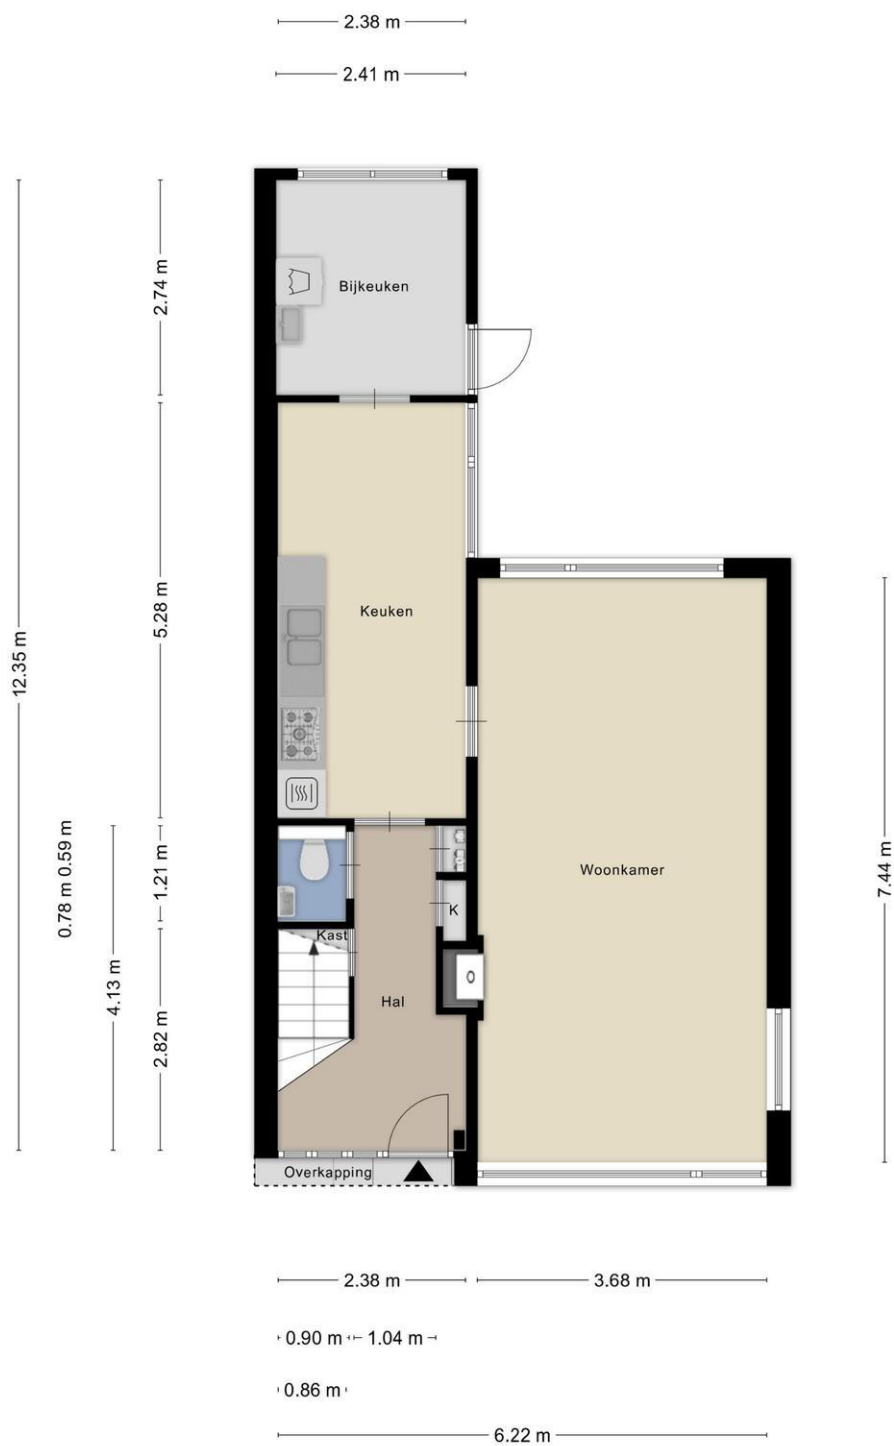 2.38 m
2.41 m
2.74 m
Bijkeuken
5.28 m
Keuken
12.35 m
0.78 m 0.59 m
1.21 m
7.44 m
Woonkamer
K
Kast
4.13 m
Hal
2.82 m
Overkapping
2.38 m
3.68 m
0.90 m
1.04 m
0.86 m
6.22 m